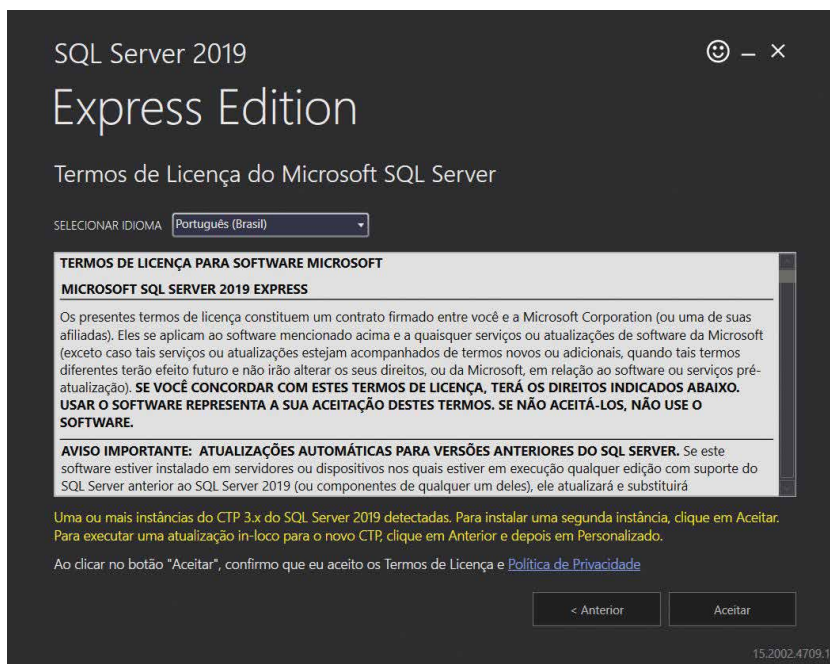 SQL Server 2019
Express Edition
Termos de Licença do Microsoft SQL Server
SELECIONAR IDIOMA Português (Brasil)
TERMOS DE LICENÇA PARA SOFTWARE MICROSOFT
MICROSOFT SQL SERVER 2019 EXPRESS
Os presentes termos de licença constituem um contrato firmado entre você e a Microsoft Corporation (ou uma de suas
afiliadas). Eles se aplicam ao software mencionado acima e a quaisquer serviços ou atualizações de software da Microsoft
(exceto caso tais serviços ou atualizações estejam acompanhados de termos novos ou adicionais, quando tais termos
diferentes terão efeito futuro e não irão alterar os seus direitos, ou da Microsoft, em relação ao software ou serviços pré-
atualização). SE VOCÊ CONCORDAR COM ESTES TERMOS DE LICENÇA, TERÁ OS DIREITOS INDICADOS ABAIXO.
USAR O SOFTWARE REPRESENTA A SUA ACEITAÇÃO DESTES TERMOS. SE NÃO ACEITÁ-LOS, NÃO USE O
SOFTWARE.
AVISO IMPORTANTE: ATUALIZAÇÕES AUTOMÁTICAS PARA VERSÕES ANTERIORES DO SQL SERVER. Se este
software estiver instalado em servidores ou dispositivos nos quais estiver em execução qualquer edição com suporte do
SQL Server anterior ao SQL Server 2019 (ou componentes de qualquer um deles), ele atualizará e substituirá
Uma ou mais instâncias do CTP 3.x do SQL Server 2019 detectadas. Para instalar uma segunda instância, clique em Aceitar.
Para executar uma atualização in-loco para o novo CTP, clique em Anterior e depois em Personalizado.
Ao clicar no botão "Aceitar", confirmo que eu aceito os Termos de Licença e Política de Privacidade
< Anterior
Aceitar
15.2002.4709.1